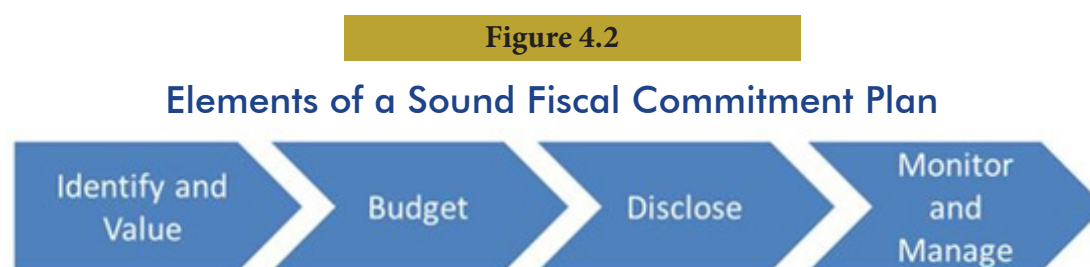 Figure 4.2
Elements of a Sound Fiscal Commitment Plan
Identify and
Value
Budget
Disclose
Monitor
and
Manage